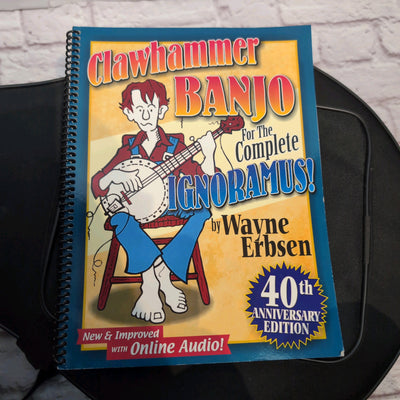 Clawhammer
BANJO
For The
Complete
IGNORAMUS!
by Wayne
Erbsen
40th
ANNIVERSARY
EDITION
New & Improved
WITH Online Audio!